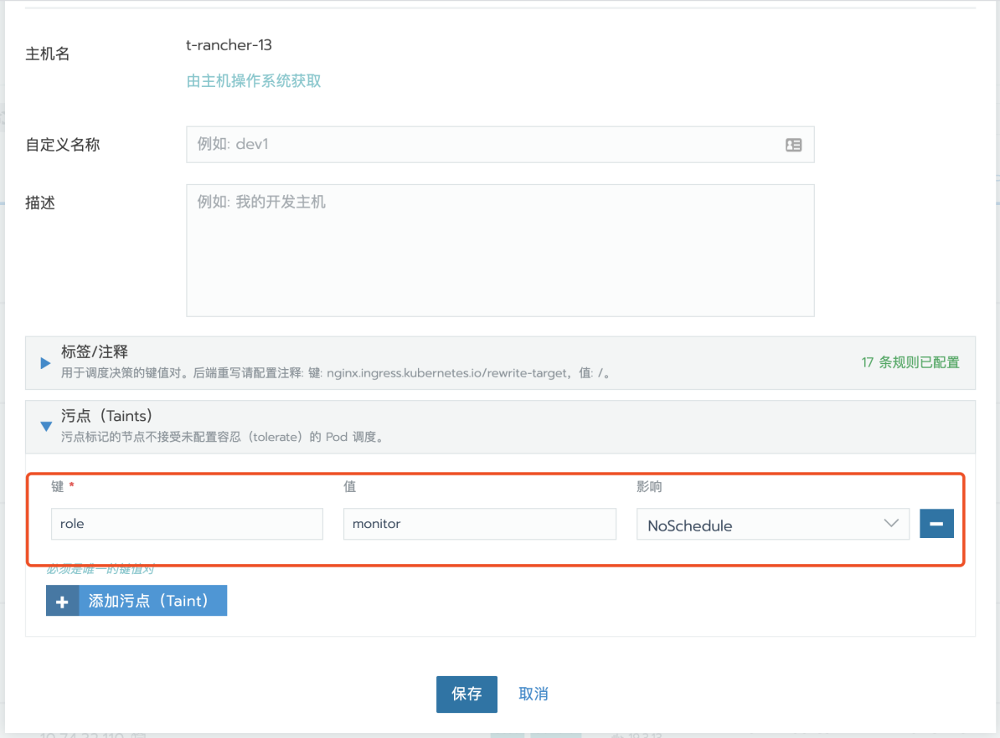 主机名
t-rancher-13
由主机操作系统获取
自定义名称
例如: dev1
描述
例如: 我的开发主机
标签/注释
用于调度决策的键值对。后端重写请配置注释: 键: nginx.ingress.kubernetes.io/rewrite-target，值: /。
17 条规则已配置
污点（Taints）
污点标记的节点不接受未配置容忍（tolerate）的 Pod 调度。
键 *
值
影响
role
monitor
NoSchedule
必须是唯一的键值对
添加污点（Taint）
保存
取消